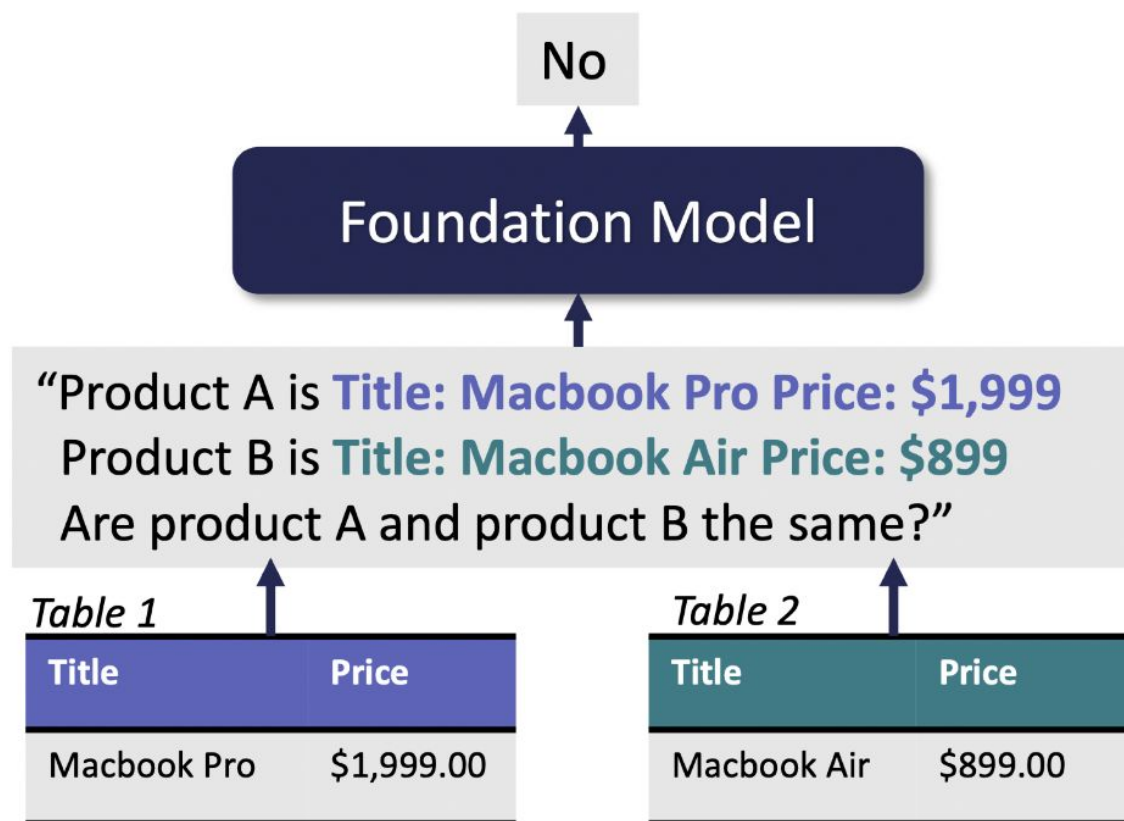 No
Foundation Model
“Product A is Title: Macbook Pro Price: $1,999
Product B is Title: Macbook Air Price: $899
Are product A and product B the same?”
Table 1
Title Price
Macbook Pro $1,999.00
Table 2
Title Price
Macbook Air $899.00